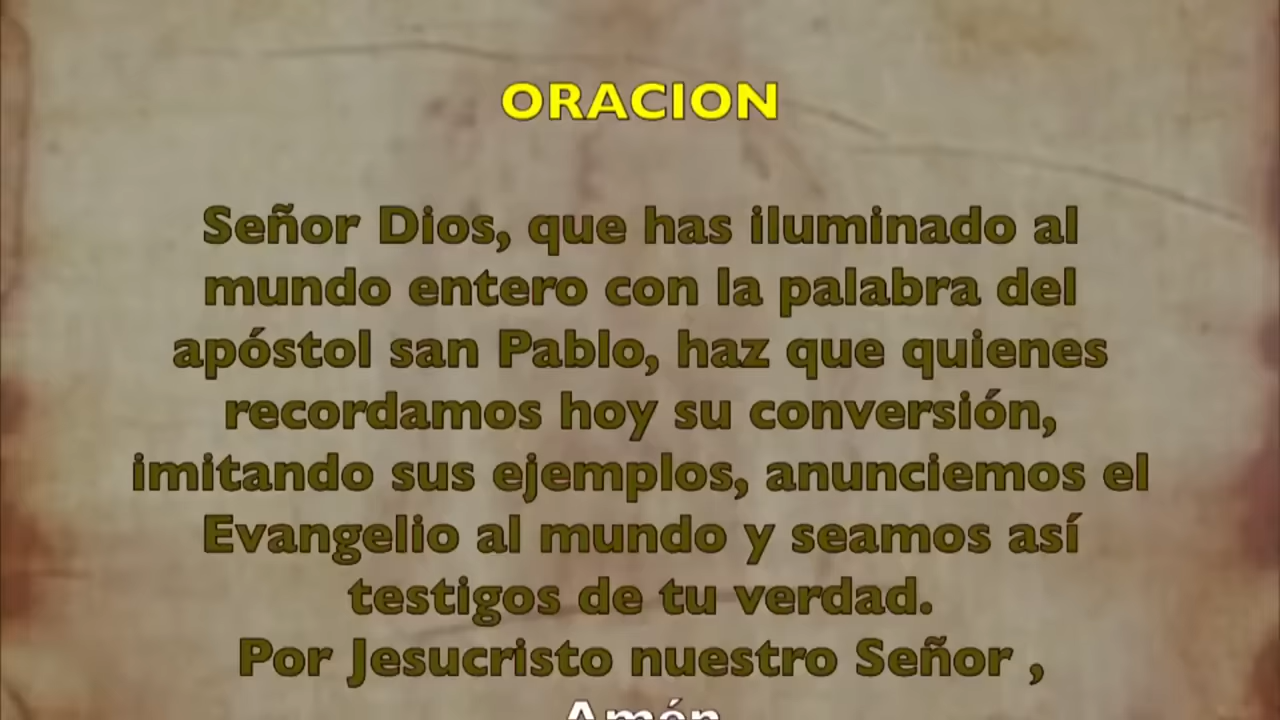 ORACION
Señor Dios, que has iluminado al
mundo entero con la palabra del
apóstol san Pablo, haz que quienes
recordamos hoy su conversión,
imitando sus ejemplos, anunciemos el
Evangelio al mundo y seamos así
testigos de tu verdad.
Por Jesucristo nuestro Señor ,
Amén